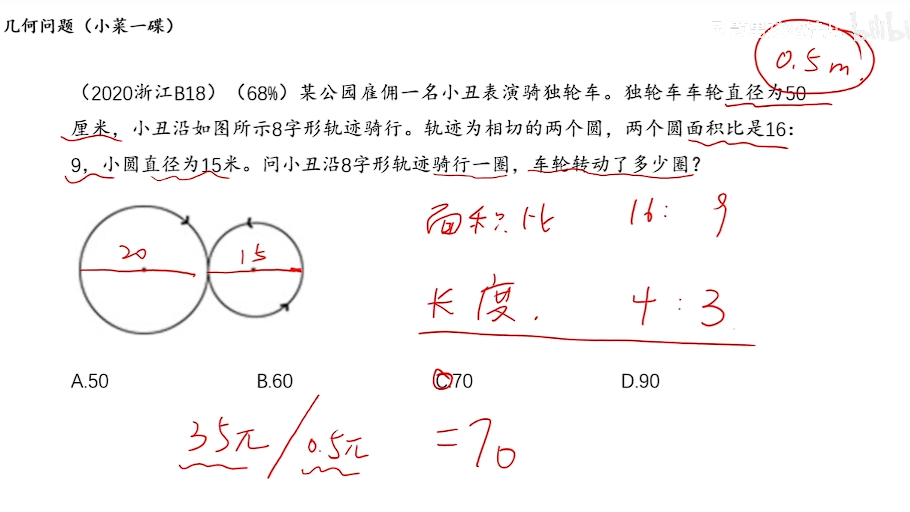 几何问题（小菜一碟）
bilibili
0.5m
（2020浙江B18）（68%）某公园雇佣一名小丑表演骑独轮车。独轮车车轮直径为50
厘米，小丑沿如图所示8字形轨迹骑行。轨迹为相切的两个圆，两个圆面积比是16：
9，小圆直径为15米。问小丑沿8字形轨迹骑行一圈，车轮转动了多少圈？
面积比 16:9
20 15
长度. 4:3
A.50 B.60 C.70 D.90
35π/0.5π =70